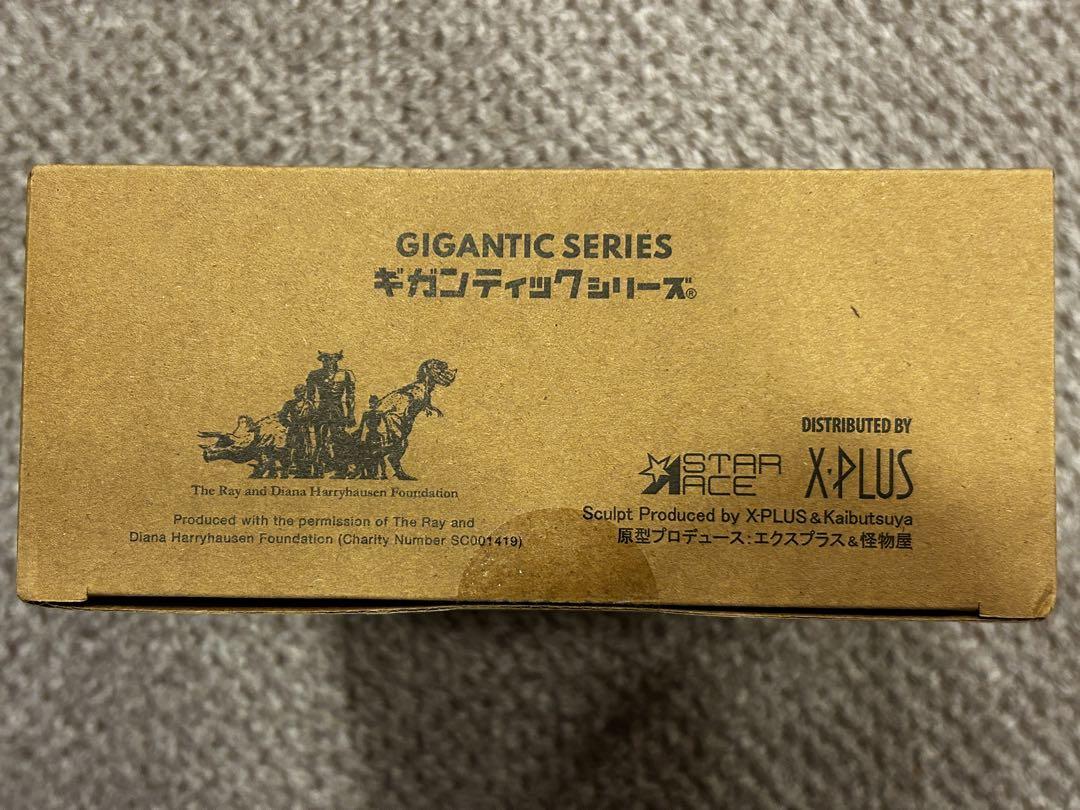 GIGANTIC SERIES
ギガンティックシリーズ®
The Ray and Diana Harryhausen Foundation
Produced with the permission of The Ray and
Diana Harryhausen Foundation (Charity Number SC001419)
DISTRIBUTED BY
STAR ACE X-PLUS
Sculpt Produced by X-PLUS & Kaibutsuya
原型プロデュース：エクスプラス&怪物屋